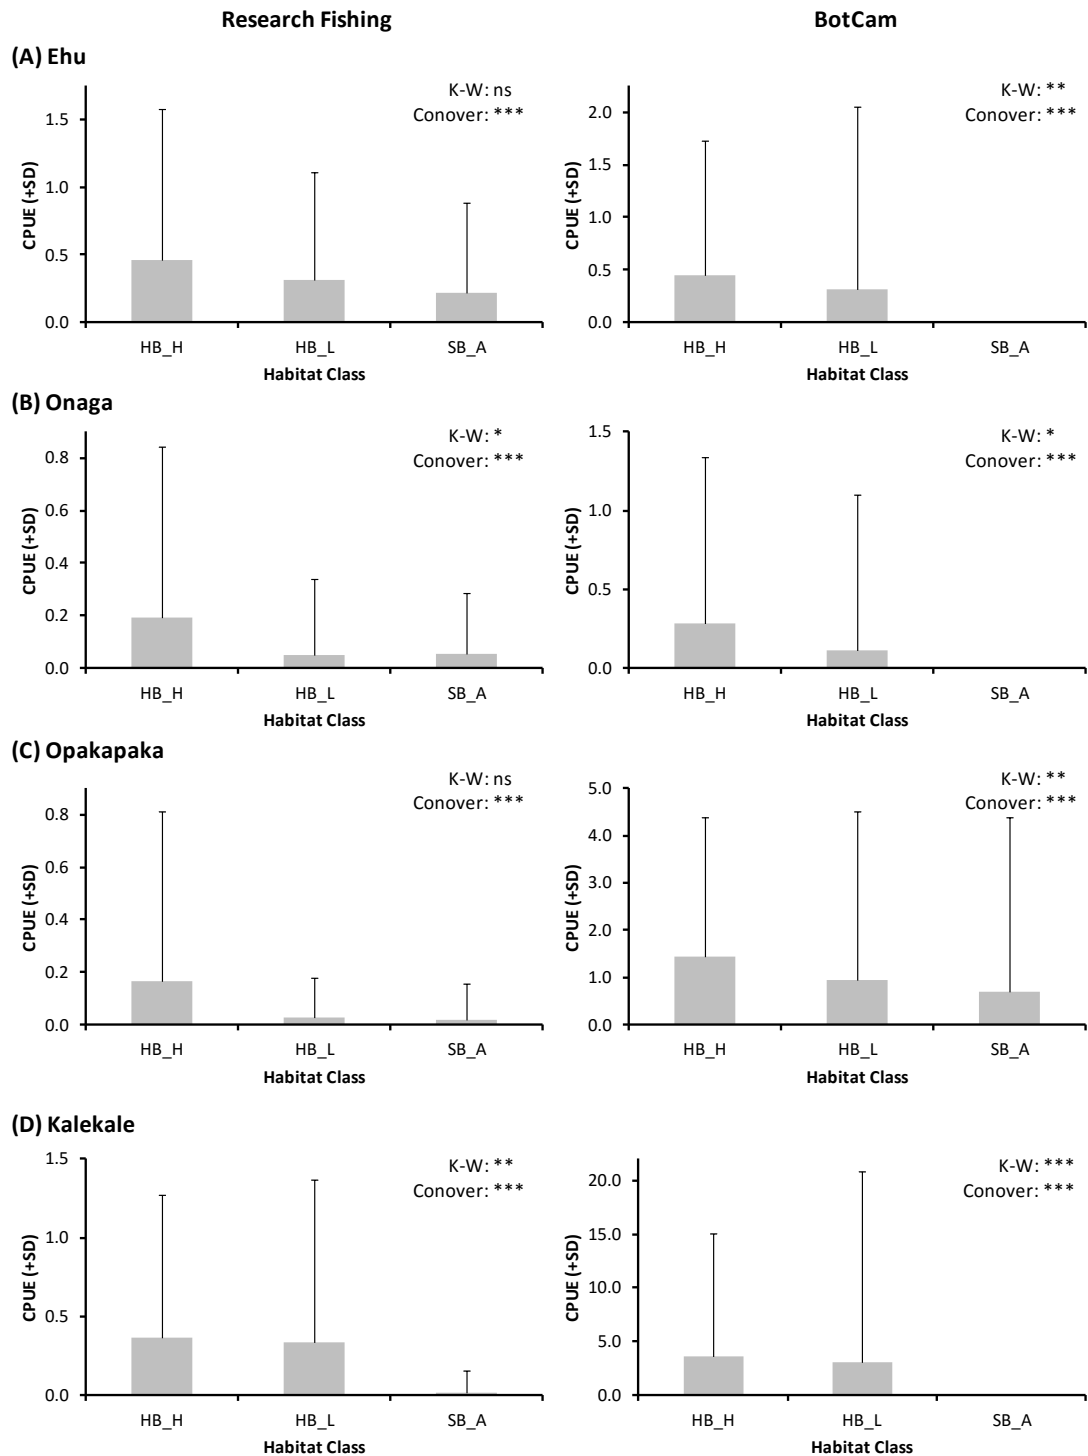 Research Fishing
BotCam
(A) Ehu
K-W: ns
Conover: ***
CPUE (+SD)
1.5
1.0
0.5
0.0
HB_H
HB_L
SB_A
Habitat Class
K-W: **
Conover: ***
CPUE (+SD)
2.0
1.5
1.0
0.5
0.0
HB_H
HB_L
SB_A
Habitat Class
(B) Onaga
K-W: *
Conover: ***
CPUE (+SD)
0.8
0.6
0.4
0.2
0.0
HB_H
HB_L
SB_A
Habitat Class
K-W: *
Conover: ***
CPUE (+SD)
1.5
1.0
0.5
0.0
HB_H
HB_L
SB_A
Habitat Class
(C) Opakapaka
K-W: ns
Conover: ***
CPUE (+SD)
0.8
0.6
0.4
0.2
0.0
HB_H
HB_L
SB_A
Habitat Class
K-W: **
Conover: ***
CPUE (+SD)
5.0
4.0
3.0
2.0
1.0
0.0
HB_H
HB_L
SB_A
Habitat Class
(D) Kalekale
K-W: **
Conover: ***
CPUE (+SD)
1.5
1.0
0.5
0.0
HB_H
HB_L
SB_A
Habitat Class
K-W: ***
Conover: ***
CPUE (+SD)
20.0
15.0
10.0
5.0
0.0
HB_H
HB_L
SB_A
Habitat Class